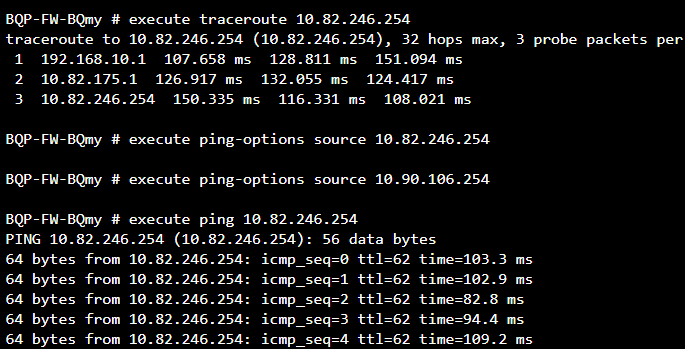 BQP-FW-BQmy # execute traceroute 10.82.246.254
traceroute to 10.82.246.254 (10.82.246.254), 32 hops max, 3 probe packets per
1 192.168.10.1 107.658 ms 128.811 ms 151.094 ms
2 10.82.175.1 126.917 ms 132.055 ms 124.417 ms
3 10.82.246.254 150.335 ms 116.331 ms 108.021 ms
BQP-FW-BQmy # execute ping-options source 10.82.246.254
BQP-FW-BQmy # execute ping-options source 10.90.106.254
BQP-FW-BQmy # execute ping 10.82.246.254
PING 10.82.246.254 (10.82.246.254): 56 data bytes
64 bytes from 10.82.246.254: icmp_seq=0 ttl=62 time=103.3 ms
64 bytes from 10.82.246.254: icmp_seq=1 ttl=62 time=102.9 ms
64 bytes from 10.82.246.254: icmp_seq=2 ttl=62 time=82.8 ms
64 bytes from 10.82.246.254: icmp_seq=3 ttl=62 time=94.4 ms
64 bytes from 10.82.246.254: icmp_seq=4 ttl=62 time=109.2 ms